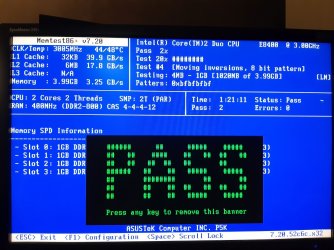 Memtest86+ v7.20
Intel(R) Core(TM)2 Duo CPU E8400 @ 3.00GHz
CLK/Temp: 3005MHz 44/48°C
Pass 2%
L1 Cache: 32KB 39.9 GB/s
Test 20%
L2 Cache: 6MB 17.8 GB/s
Test #4 [Moving inversions, 8 bit pattern]
L3 Cache: N/A
Testing: 4MB - 1GB [1020MB of 3.99GB]
[LM]
Memory : 3.99GB 3.25 GB/s
Pattern: 0xbfbfbfbf
CPU: 2 Cores 2 Threads SMP: 2T (PAR)
Time: 1:21:11 Status: Pass
RAM: 400MHz (DDR2-800) CAS 4-4-4-12
Pass: 2 Errors: 0
Memory SPD Information
- Slot 0: 1GB DDR
- Slot 1: 1GB DDR
- Slot 2: 1GB DDR
- Slot 3: 1GB DDR
PASS
Press any key to remove this banner
ASUSTeK Computer INC. P5K
<ESC> Exit <F1> Configuration <Space> Scroll Lock
7.20.52c6c.x32